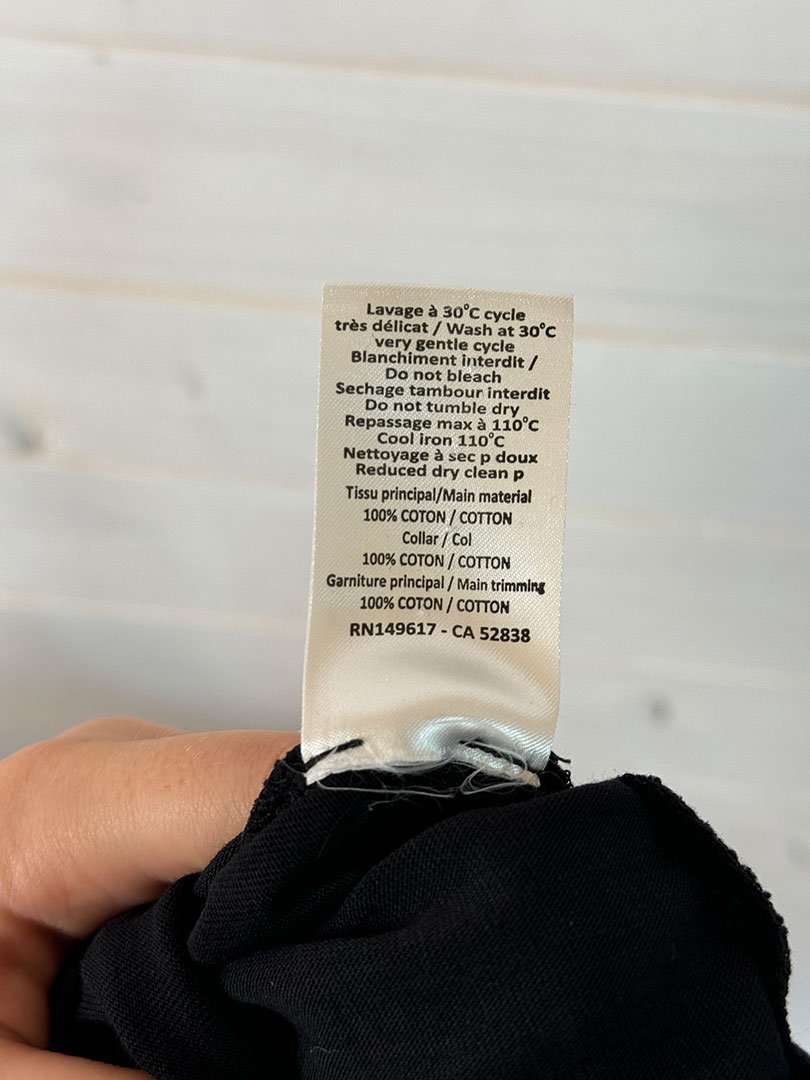 Lavage à 30°C cycle
très délicat / Wash at 30°C
very gentle cycle
Blanchiment interdit /
Do not bleach
Sechage tambour interdit
Do not tumble dry
Repassage max à 110°C
Cool iron 110°C
Nettoyage à sec p doux
Reduced dry clean p
Tissu principal/Main material
100% COTON / COTTON
Collar / Col
100% COTON / COTTON
Garniture principal / Main trimming
100% COTON / COTTON
RN149617 - CA 52838